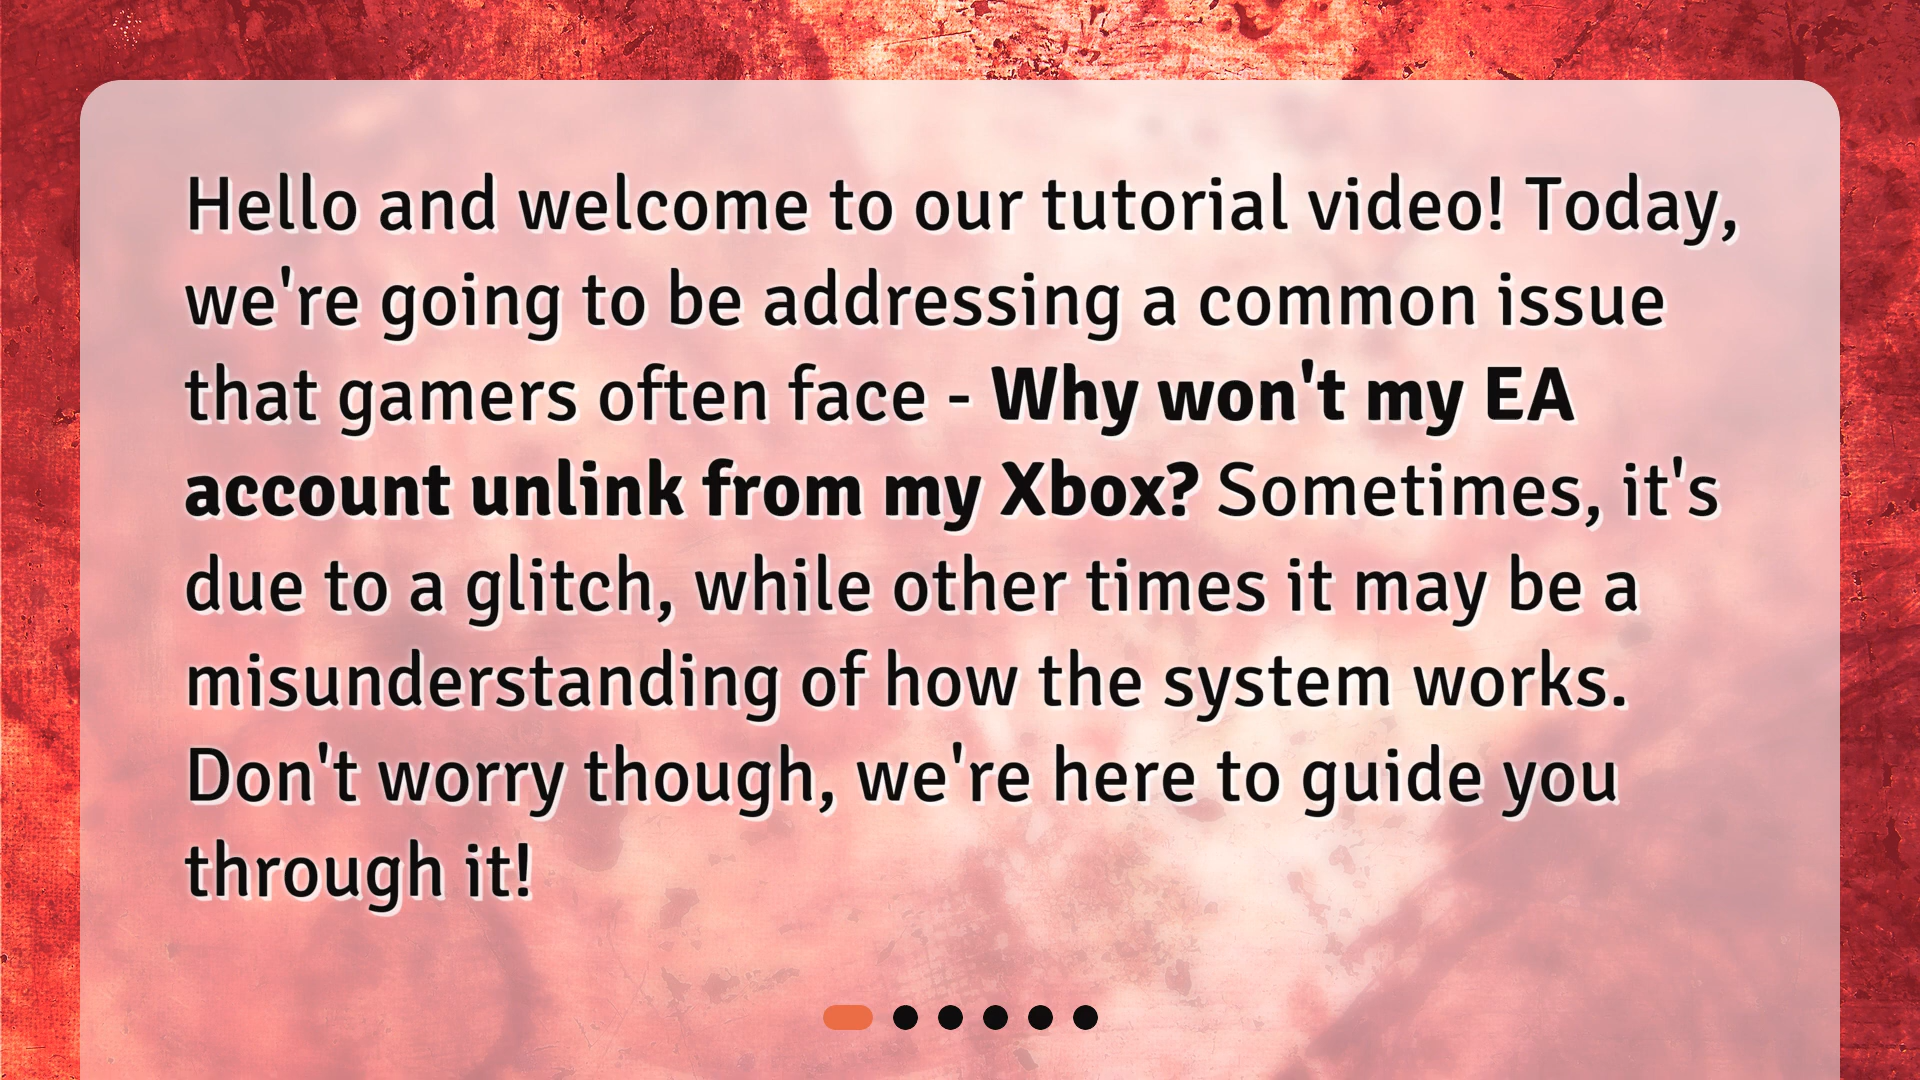 Hello and welcome to our tutorial video! Today,
we're going to be addressing a common issue
that gamers often face - Why won't my EA
account unlink from my Xbox? Sometimes, it's
due to a glitch, while other times it may be a
misunderstanding of how the system works.
Don't worry though, we're here to guide you
through it!